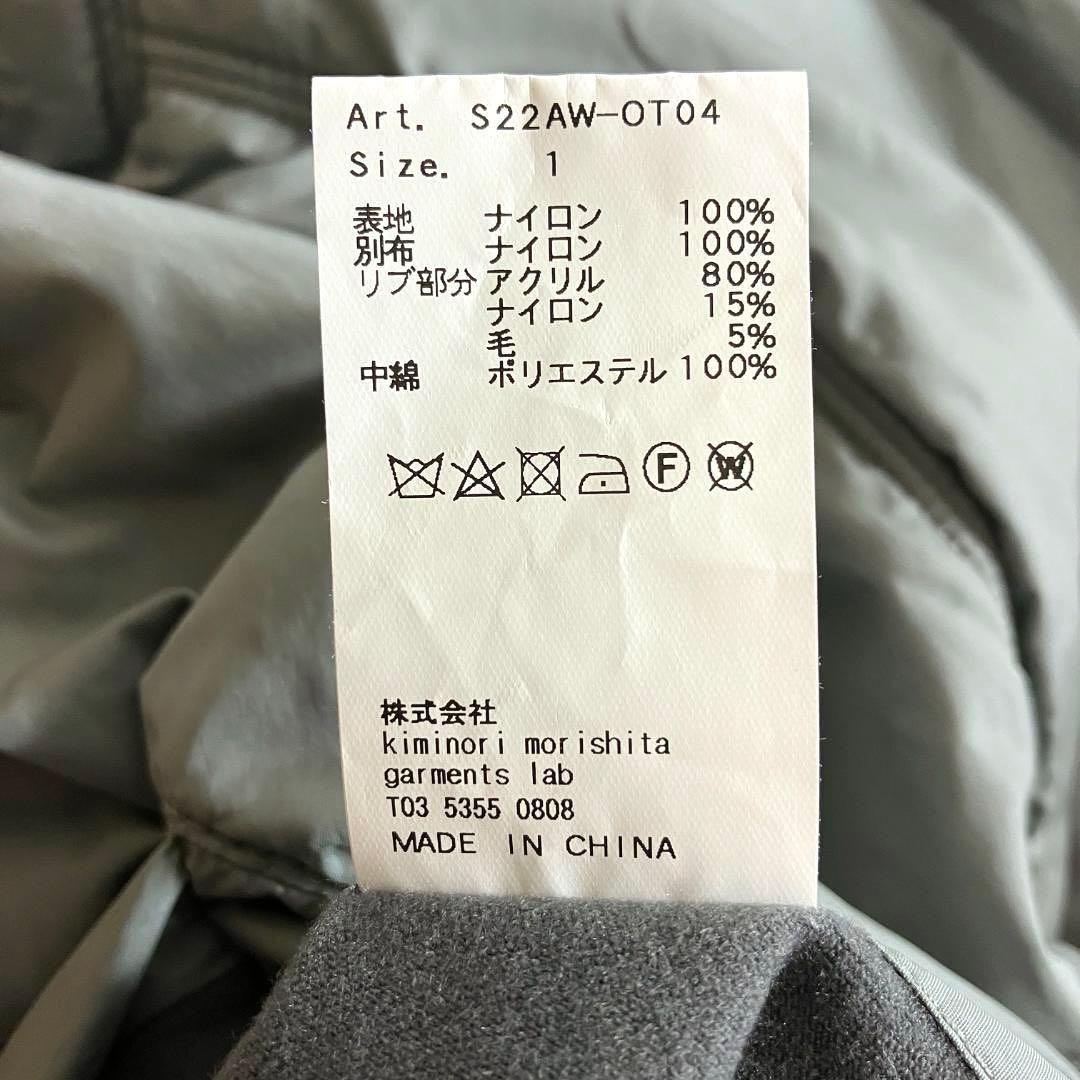 Art. S22AW-OT04
Size. 1
表地 ナイロン 100%
別布 ナイロン 100%
リブ部分 アクリル 80%
ナイロン 15%
毛 5%
中綿 ポリエステル 100%
F W
株式会社
kiminori morishita
garments lab
T03 5355 0808
MADE IN CHINA